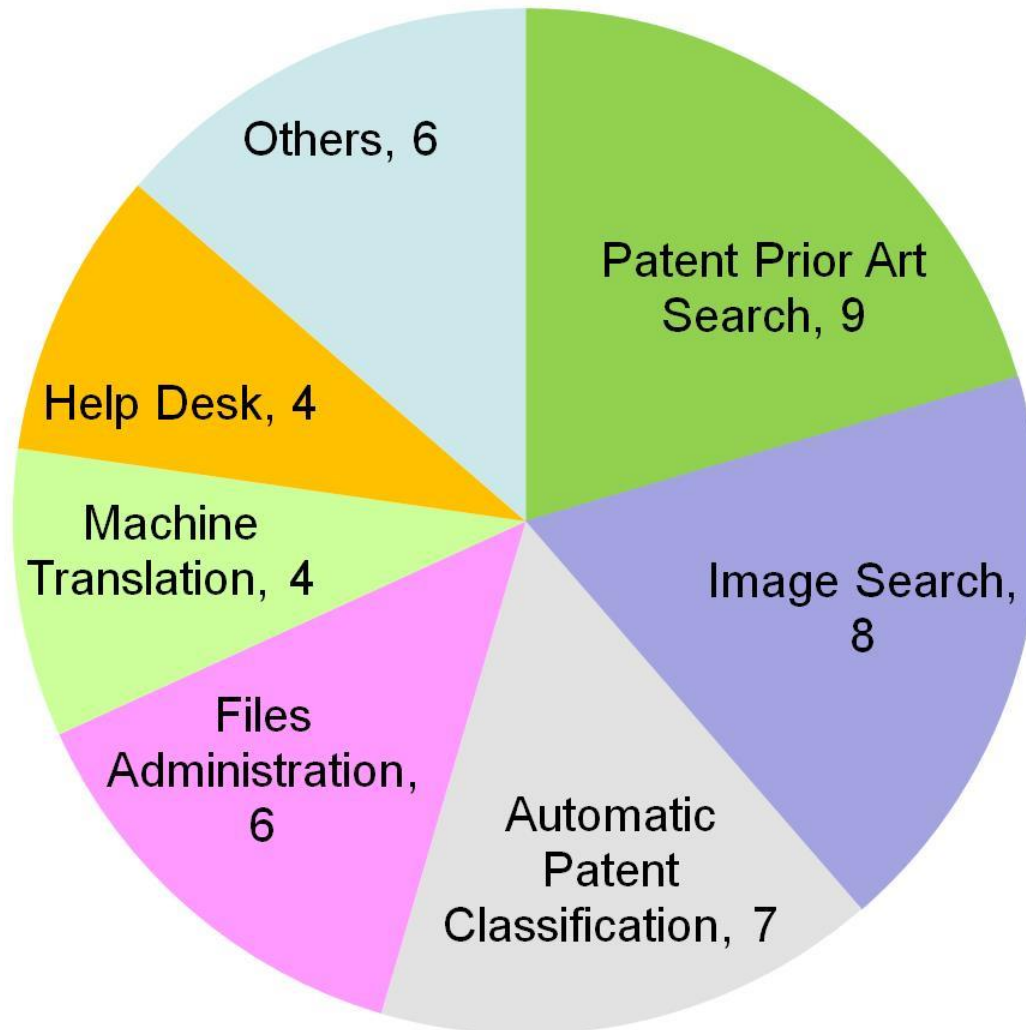 Others, 6
Patent Prior Art
Search, 9
Help Desk, 4
Machine
Translation, 4
Image Search,
8
Files
Administration,
6
Automatic
Patent
Classification, 7